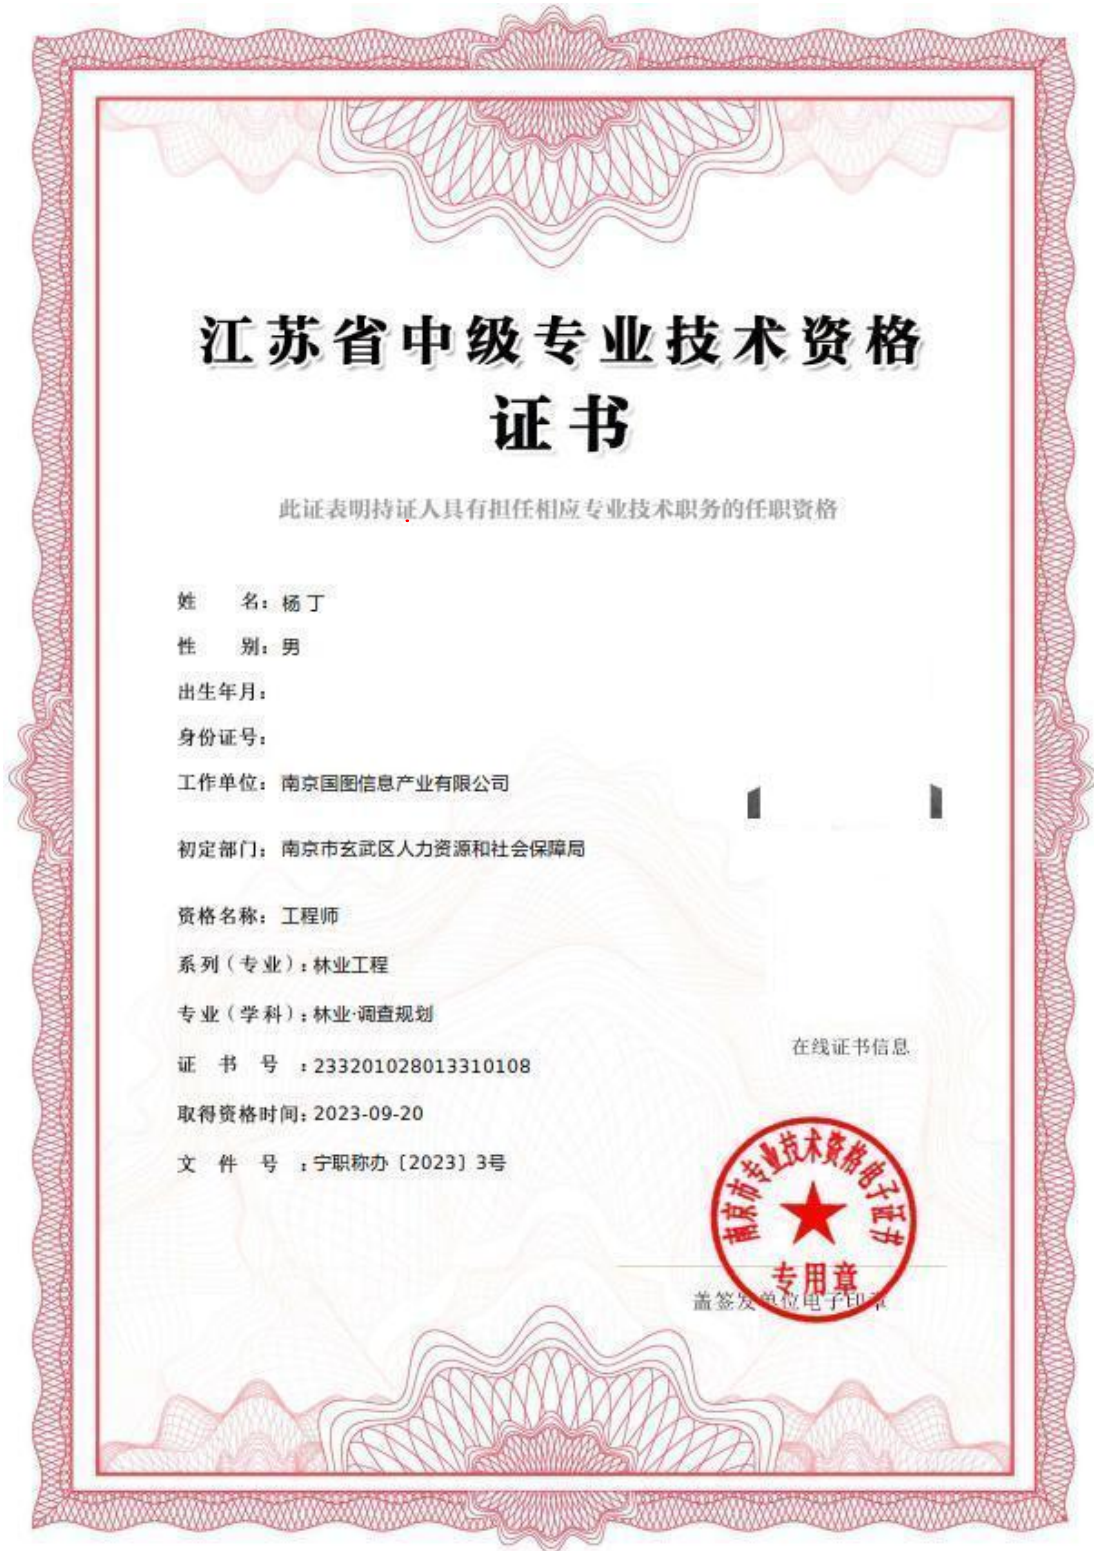 江苏省中级专业技术资格
证书
此证表明持证人具有担任相应专业技术职务的任职资格
姓 名：杨丁
性 别：男
出生年月：
身份证号：
工作单位：南京国图信息产业有限公司
初定部门：南京市玄武区人力资源和社会保障局
资格名称：工程师
系列（专业）：林业工程
专业（学科）：林业·调查规划
证 书 号：233201028013310108
取得资格时间：2023-09-20
文 件 号：宁职称办〔2023〕3号
在线证书信息
南京市专业技术资格电子证书
专用章
盖签发单位电子印章